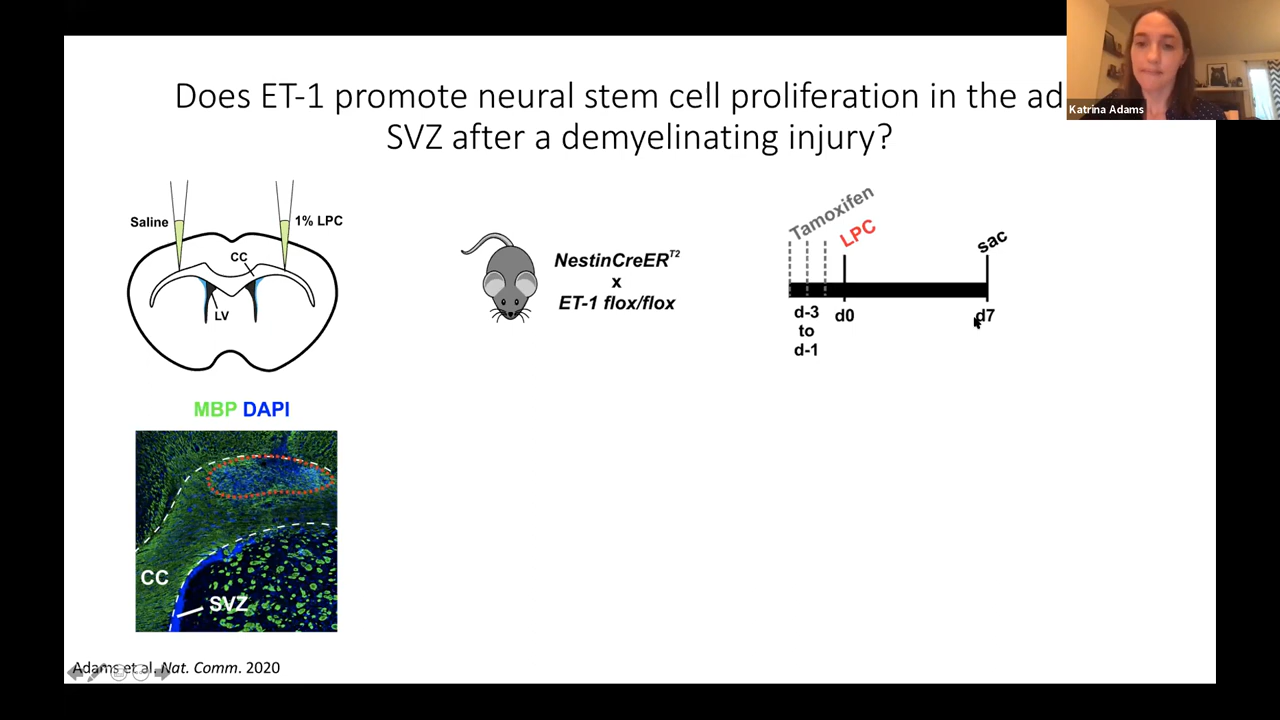 Does ET-1 promote neural stem cell proliferation in the ad
SVZ after a demyelinating injury?
Katrina Adams
Saline
1% LPC
CC
LV
NestinCreERT2
x
ET-1 flox/flox
Tamoxifen
LPC
sac
d-3
to
d-1
d0
d7
MBP DAPI
CC
SVZ
Adams et al. Nat. Comm. 2020